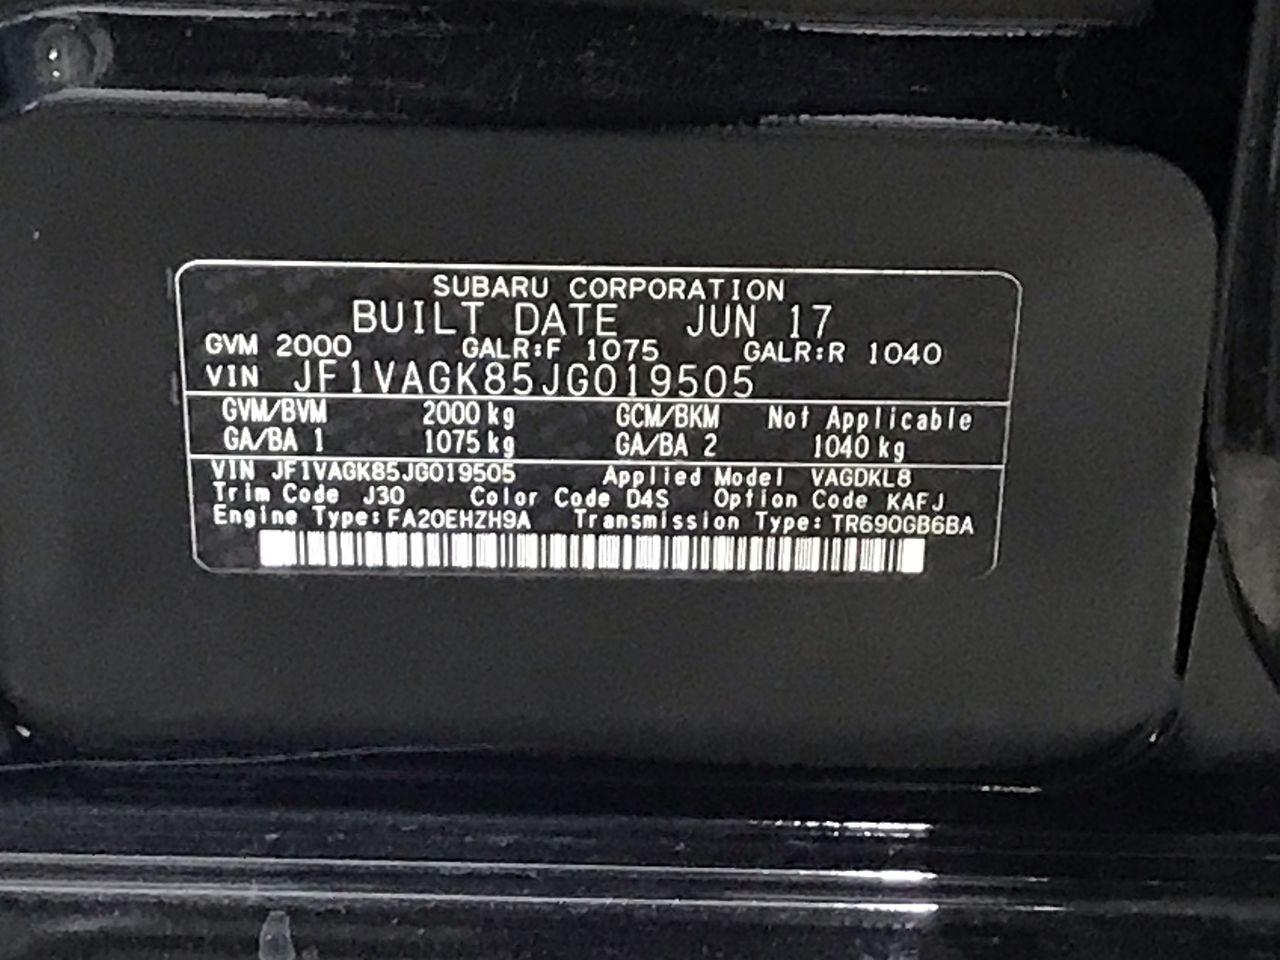 SUBARU CORPORATION
BUILT DATE JUN 17
GVM 2000 GALR:F 1075 GALR:R 1040
VIN JF1VAGK85JG019505
GVM/BVM 2000 kg GCM/BKM Not Applicable
GA/BA 1 1075 kg GA/BA 2 1040 kg
VIN JF1VAGK85JG019505 Applied Model VAGDKL8
Trim Code J30 Color Code D4S Option Code KAFJ
Engine Type: FA20EHZH9A Transmission Type: TR690GB6BA